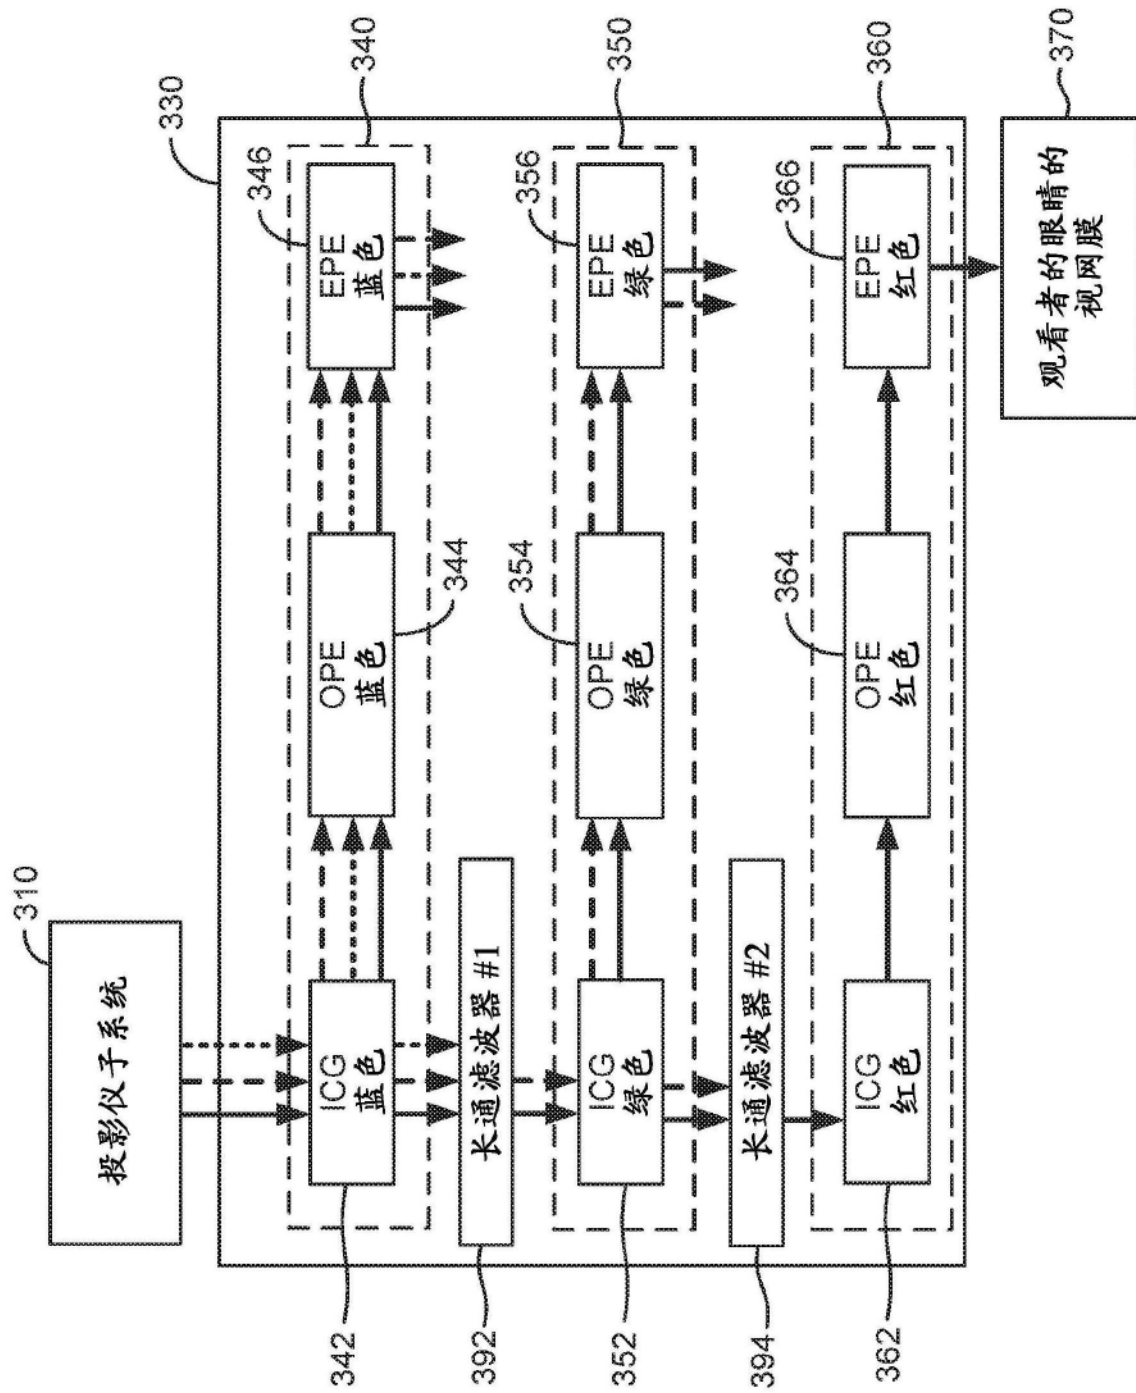 310
投影仪子系统
330
340
342
ICG
蓝色
OPE
蓝色
344
346
EPE
蓝色
392
长通滤波器 #1
350
352
ICG
绿色
354
OPE
绿色
356
EPE
绿色
394
长通滤波器 #2
360
362
ICG
红色
364
OPE
红色
366
EPE
红色
370
观看者的眼睛的
视网膜